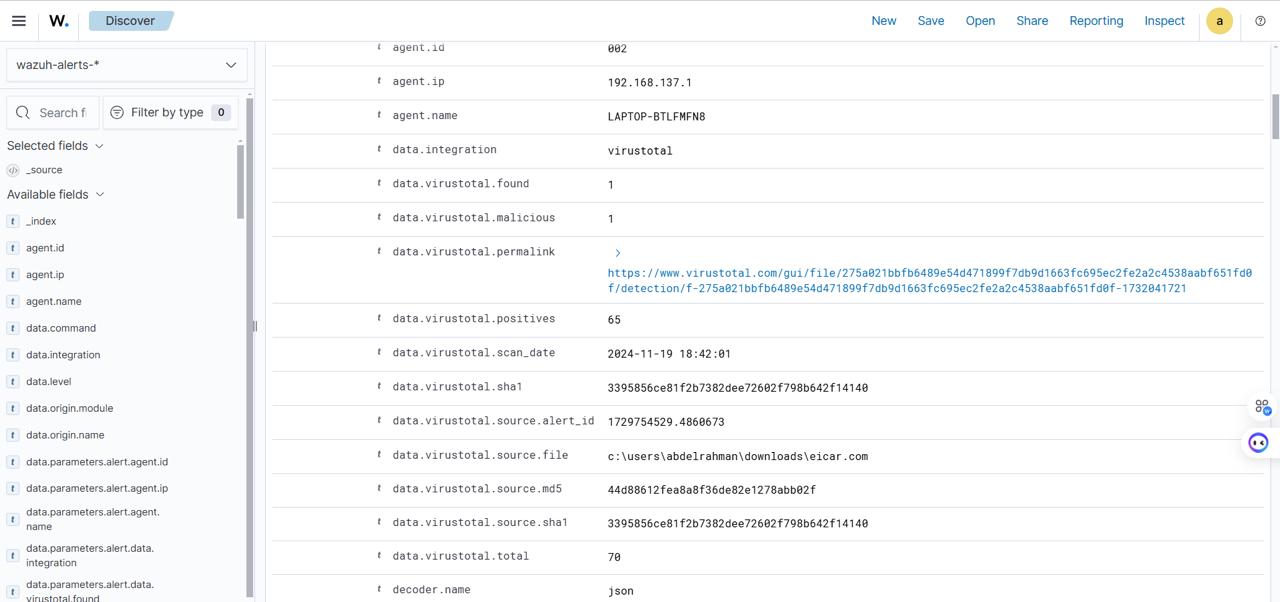 W. Discover New Save Open Share Reporting Inspect a
wazuh-alerts-*
Search f
Filter by type 0
Selected fields
_source
Available fields
_index
agent.id
agent.ip
agent.name
data.command
data.integration
data.level
data.origin.module
data.origin.name
data.parameters.alert.agent.id
data.parameters.alert.agent.ip
data.parameters.alert.agent.
name
data.parameters.alert.data.
integration
data.parameters.alert.data.
virustotal.found
t agent.id 002
t agent.ip 192.168.137.1
t agent.name LAPTOP-BTLFMFN8
t data.integration virustotal
t data.virustotal.found 1
t data.virustotal.malicious 1
t data.virustotal.permalink
https://www.virustotal.com/gui/file/275a021bbfb6489e54d471899f7db9d1663fc695ec2fe2a2c4538aabf651fd0
f/detection/f-275a021bbfb6489e54d471899f7db9d1663fc695ec2fe2a2c4538aabf651fd0f-1732041721
t data.virustotal.positives 65
t data.virustotal.scan_date 2024-11-19 18:42:01
t data.virustotal.sha1 3395856ce81f2b7382dee72602f798b642f14140
t data.virustotal.source.alert_id 1729754529.4860673
t data.virustotal.source.file c:\users\abdelrahman\downloads\eicar.com
t data.virustotal.source.md5 44d88612fea8a8f36de82e1278abb02f
t data.virustotal.source.sha1 3395856ce81f2b7382dee72602f798b642f14140
t data.virustotal.total 70
t decoder.name json